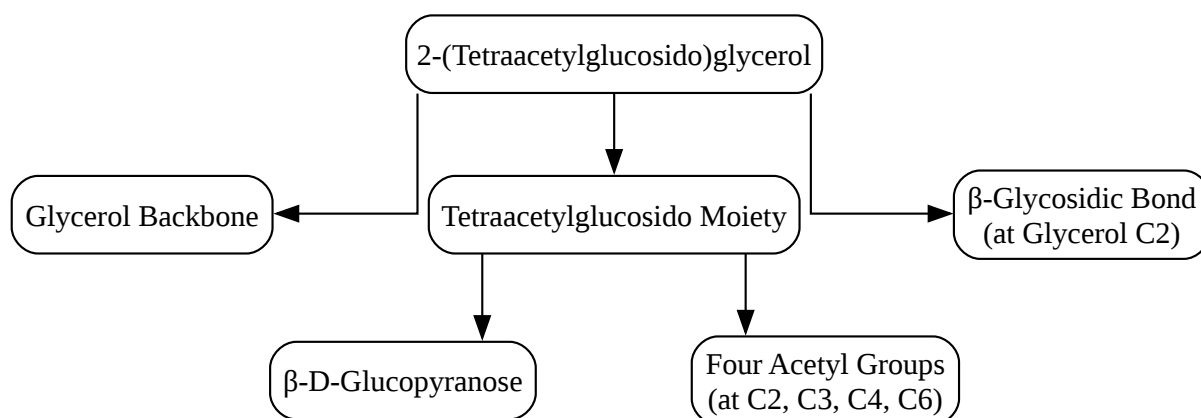 2-(Tetraacetylglucosido)glycerol
Glycerol Backbone
Tetraacetylglucosido Moiety
β-Glycosidic Bond
(at Glycerol C2)
β-D-Glucopyranose
Four Acetyl Groups
(at C2, C3, C4, C6)